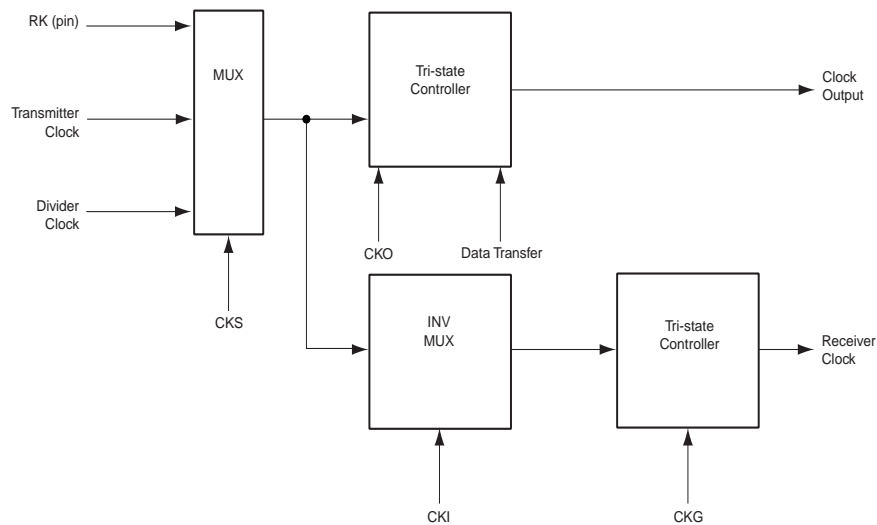 RK (pin)
MUX
Tri-state
Controller
Clock
Output
Transmitter
Clock
Divider
Clock
CKO
Data Transfer
CKS
INV
MUX
Tri-state
Controller
Receiver
Clock
CKI
CKG